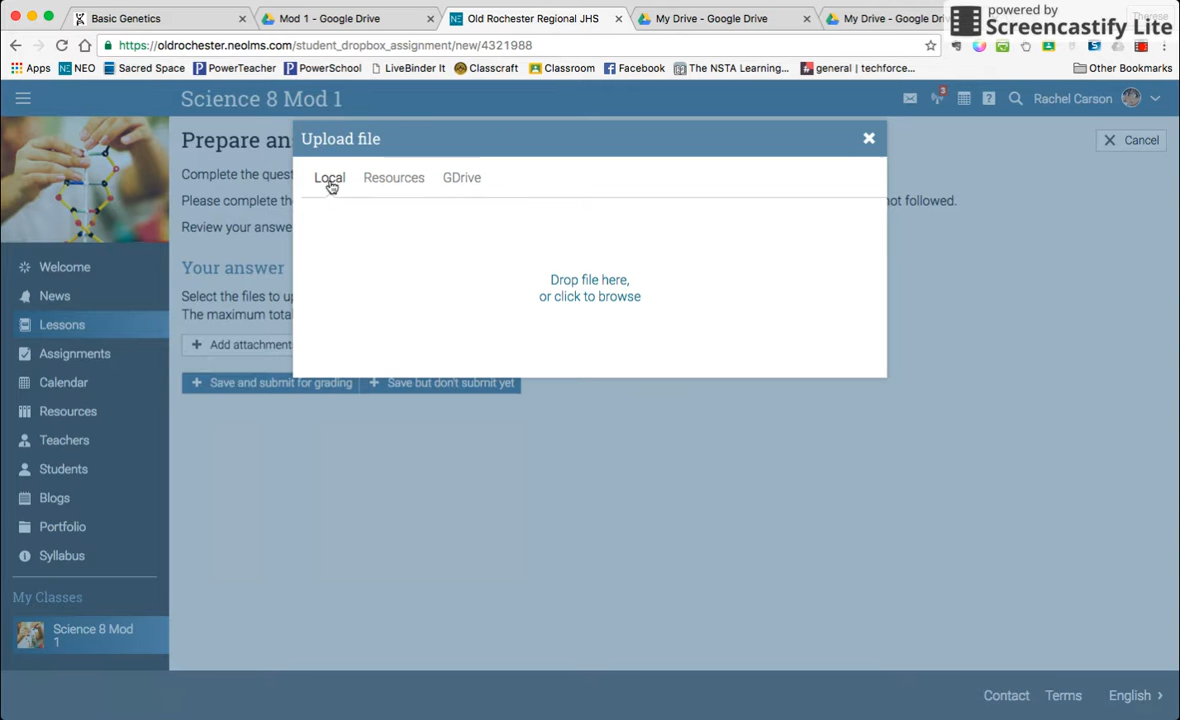 Basic Genetics
Mod 1 - Google Drive
Old Rochester Regional JHS
My Drive - Google Drive
My Drive - Google Dri
powered by
Screencastify Lite
https://oldrochester.neolms.com/student_dropbox_assignment/new/4321988
Apps
NEO
Sacred Space
PowerTeacher
PowerSchool
LiveBinder It
Classcraft
Classroom
Facebook
The NSTA Learning...
general | techforce...
Other Bookmarks
Science 8 Mod 1
3
Rachel Carson
Prepare an
Upload file
Cancel
Complete the quest
Local
Resources
GDrive
Please complete the
not followed.
Review your answe
Your answer
Drop file here,
or click to browse
Select the files to up
The maximum total
Add attachment
Save and submit for grading
Save but don't submit yet
Welcome
News
Lessons
Assignments
Calendar
Resources
Teachers
Students
Blogs
Portfolio
Syllabus
My Classes
Science 8 Mod
1
Contact
Terms
English